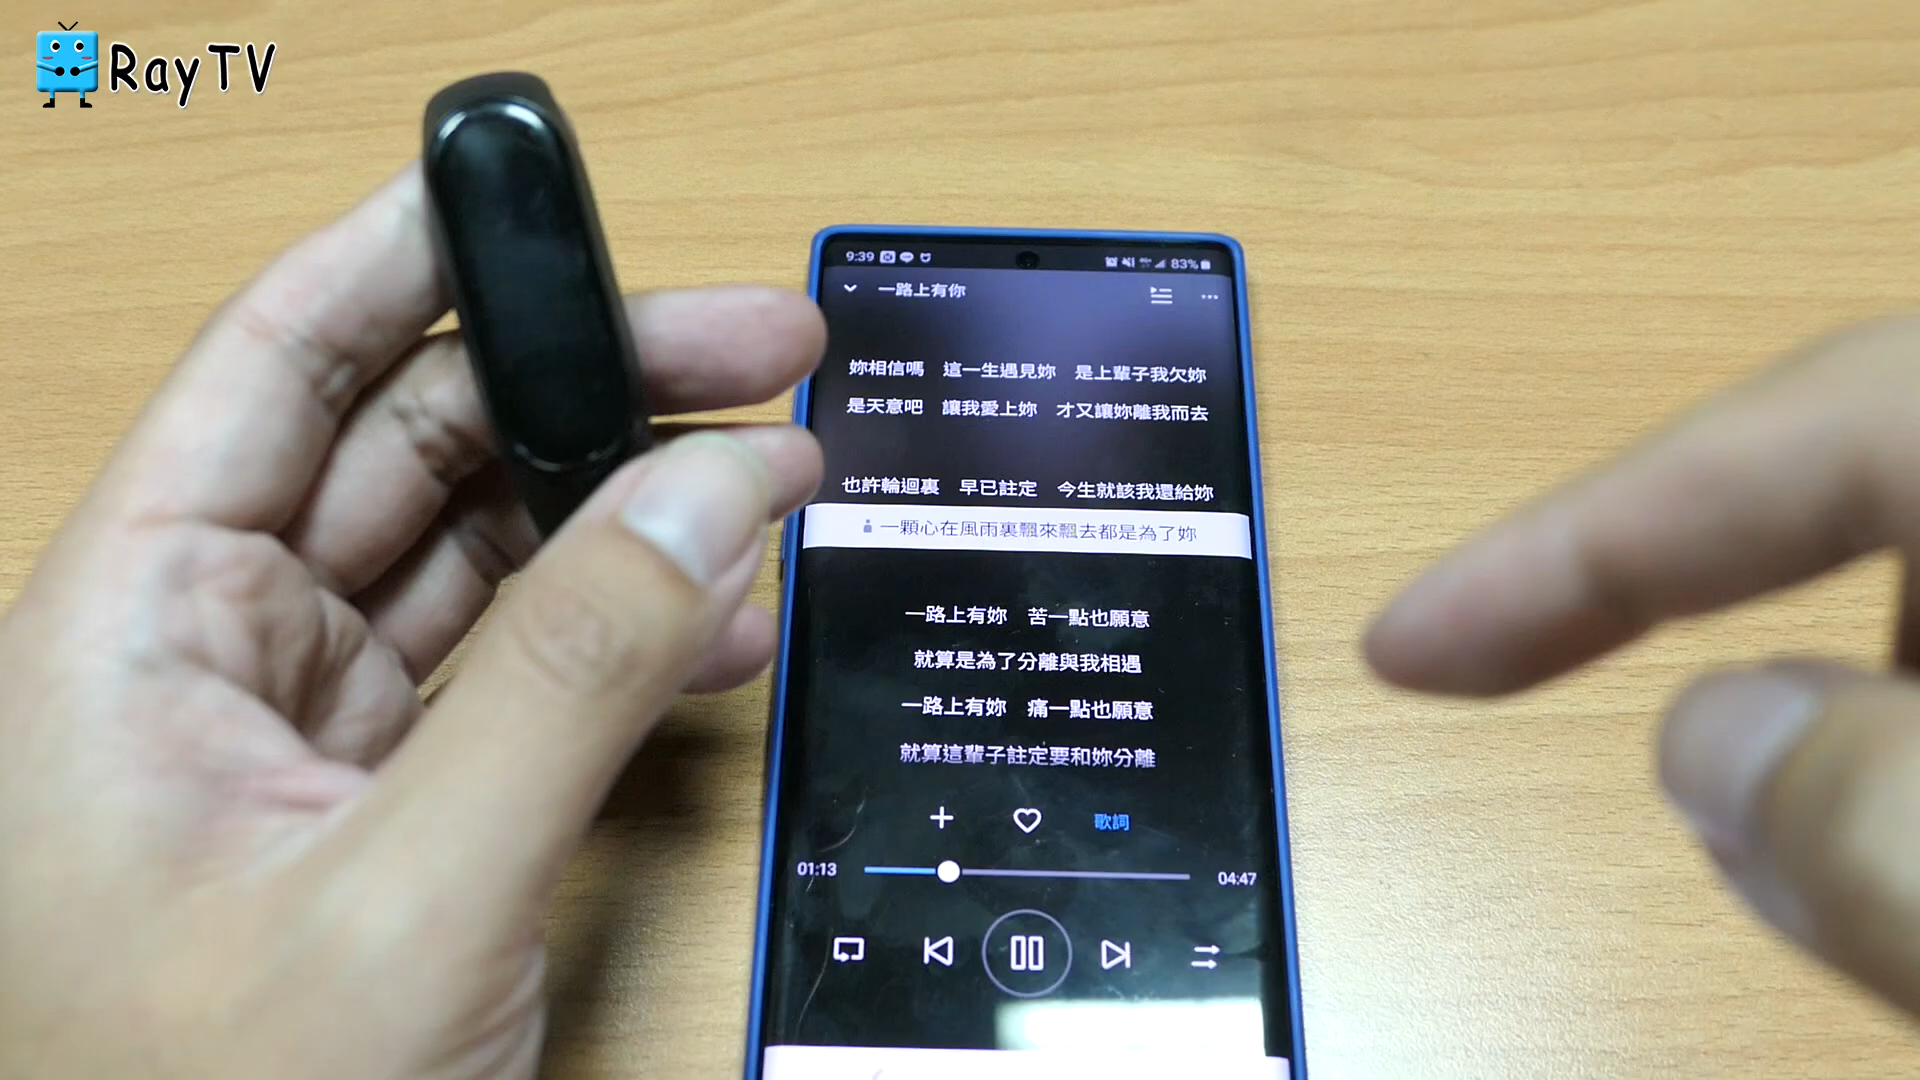 RayTV
9:39 83%
一路上有你
妳相信嗎 這一生遇見妳 是上輩子我欠妳
是天意吧 讓我愛上妳 才又讓妳離我而去
也許輪迴裏 早已註定 今生就該我還給妳
一顆心在風雨裏飄來飄去都是為了妳
一路上有妳 苦一點也願意
就算是為了分離與我相遇
一路上有妳 痛一點也願意
就算這輩子註定要和妳分離
歌詞
01:13 04:47